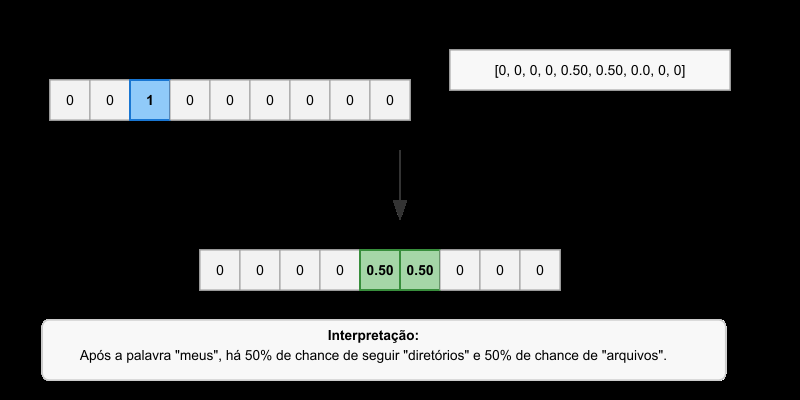 [0, 0, 0, 0, 0.50, 0.50, 0.0, 0, 0]
0 0 1 0 0 0 0 0 0
0 0 0 0 0.50 0.50 0 0 0
Interpretação:
Após a palavra "meus", há 50% de chance de seguir "diretórios" e 50% de chance de "arquivos".